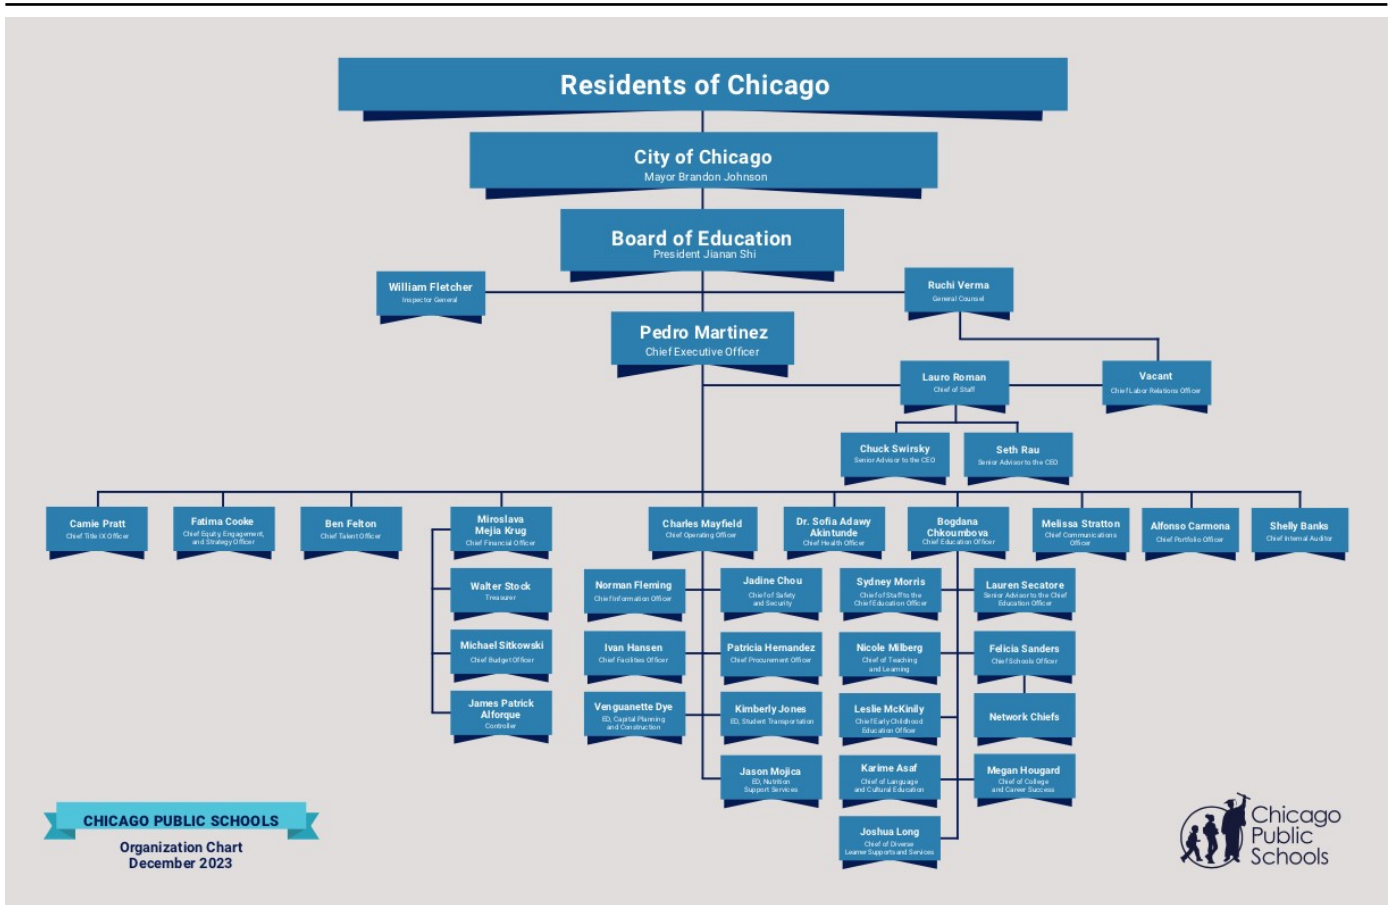 Residents of Chicago
City of Chicago
Mayor Brandon Johnson
Board of Education
President Jianan Shi
William Fletcher
Inspector General
Ruchi Verma
General Counsel
Pedro Martinez
Chief Executive Officer
Lauro Roman
Chief of Staff
Vacant
Chief Labor Relations Officer
Chuck Swirsky
Senior Advisor to the CEO
Seth Rau
Senior Advisor to the CEO
Camie Pratt
Chief Title IX Officer
Fatima Cooke
Chief Equity, Engagement,
and Strategy Officer
Ben Felton
Chief Talent Officer
Miroslava
Mejia Krug
Chief Financial Officer
Charles Mayfield
Chief Operating Officer
Dr. Sofia Adawy
Akintunde
Chief Health Officer
Bogdana
Chkoumbova
Chief Education Officer
Melissa Stratton
Chief Communications
Officer
Alfonso Carmona
Chief Portfolio Officer
Shelly Banks
Chief Internal Auditor
Walter Stock
Treasurer
Norman Fleming
Chief Information Officer
Jadine Chou
Chief of Safety
and Security
Sydney Morris
Chief of Staff to the
Chief Education Officer
Lauren Secatore
Senior Advisor to the Chief
Education Officer
Michael Sitkowski
Chief Budget Officer
Ivan Hansen
Chief Facilities Officer
Patricia Hernandez
Chief Procurement Officer
Nicole Milberg
Chief of Teaching
and Learning
Felicia Sanders
Chief Schools Officer
James Patrick
Alforque
Controller
Venguanette Dye
ED, Capital Planning
and Construction
Kimberly Jones
ED, Student Transportation
Leslie McKinily
Chief Early Childhood
Education Officer
Network Chiefs
Jason Mojica
ED, Nutrition
Support Services
Karime Asaf
Chief of Language
and Cultural Education
Megan Hougard
Chief of College
and Career Success
Joshua Long
Chief of Diverse
Learner Supports and Services
CHICAGO PUBLIC SCHOOLS
Organization Chart
December 2023
Chicago
Public
Schools